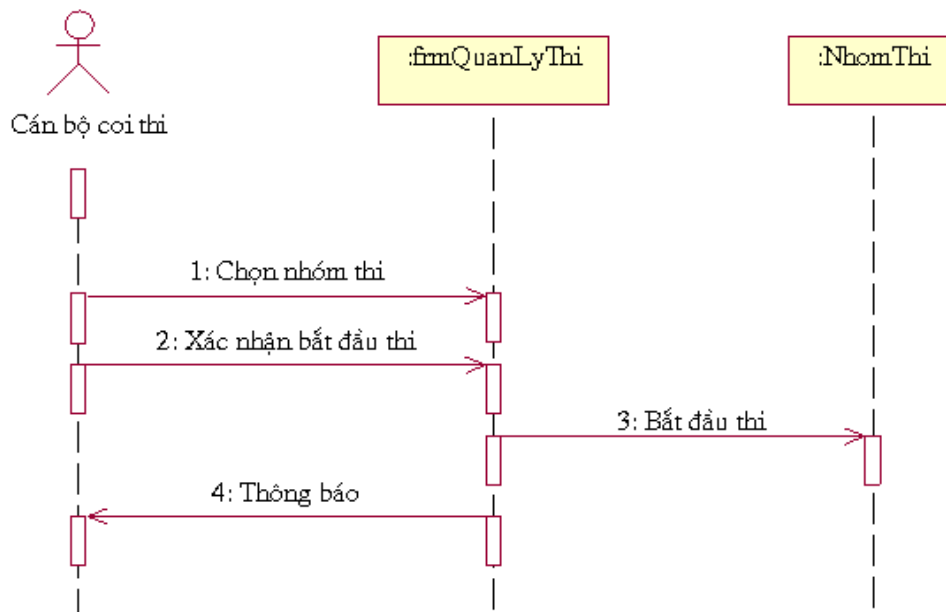 :frmQuanLyThi
:NhomThi
Cán bộ coi thi
1: Chọn nhóm thi
2: Xác nhận bắt đầu thi
3: Bắt đầu thi
4: Thông báo